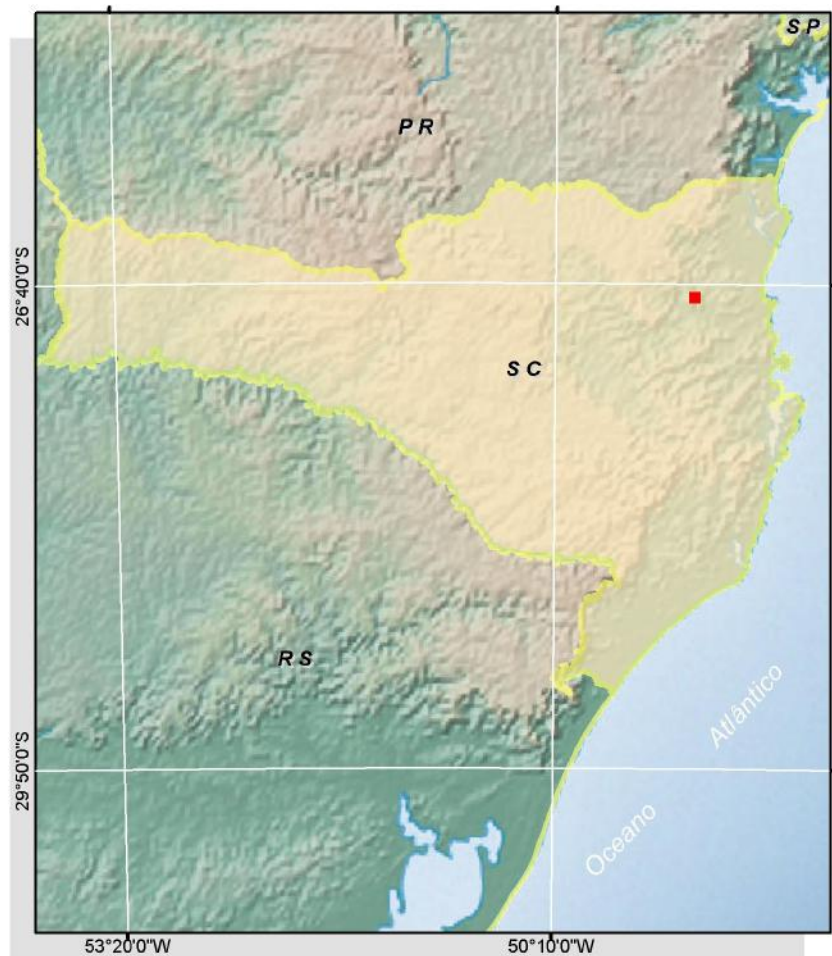 S P
P R
26°40'0"S
S C
R S
Atlântico
29°50'0"S
Oceano
53°20'0"W
50°10'0"W